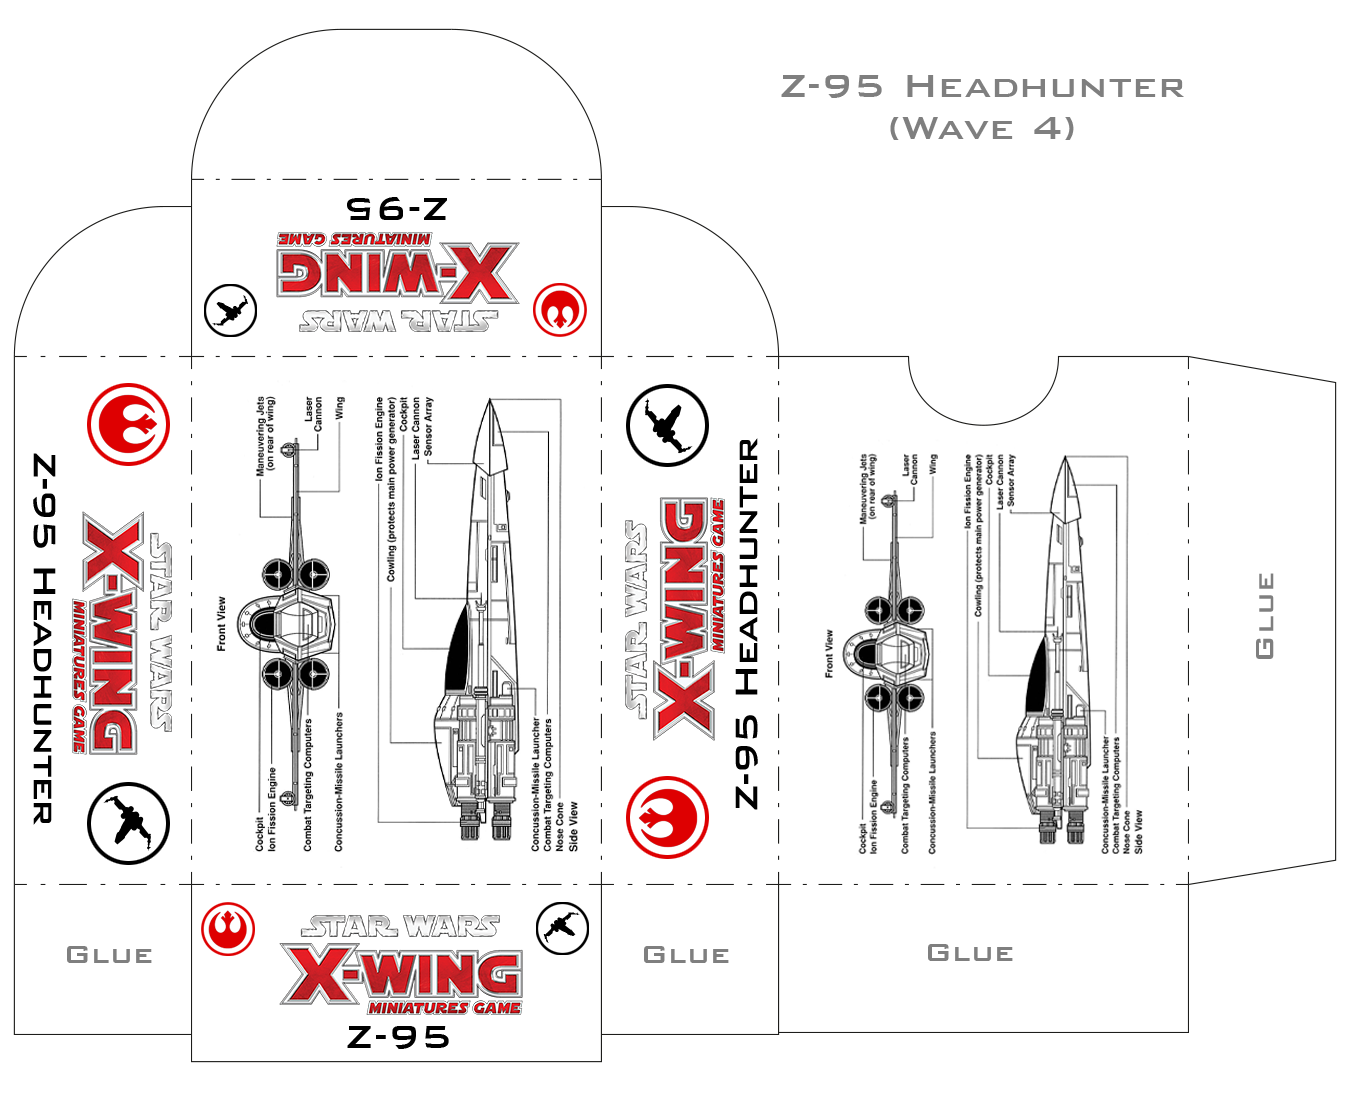 Z-95 Headhunter
(Wave 4)
Z-95
STAR WARS
X-WING
MINIATURES GAME
Z-95 Headhunter
STAR WARS
X-WING
MINIATURES GAME
Maneuvering Jets
(on rear of wing)
Laser
Cannon
Wing
Front View
Cockpit
Ion Fission Engine
Combat Targeting Computers
Concussion-Missile Launchers
Ion Fission Engine
Cowling (protects main power generator)
Cockpit
Laser Cannon
Sensor Array
Concussion-Missile Launcher
Combat Targeting Computers
Nose Cone
Side View
STAR WARS
X-WING
MINIATURES GAME
Z-95 Headhunter
Maneuvering Jets
(on rear of wing)
Laser
Cannon
Wing
Front View
Cockpit
Ion Fission Engine
Combat Targeting Computers
Concussion-Missile Launchers
Ion Fission Engine
Cowling (protects main power generator)
Cockpit
Laser Cannon
Sensor Array
Concussion-Missile Launcher
Combat Targeting Computers
Nose Cone
Side View
Glue
Glue
STAR WARS
X-WING
MINIATURES GAME
Z-95
Glue
Glue